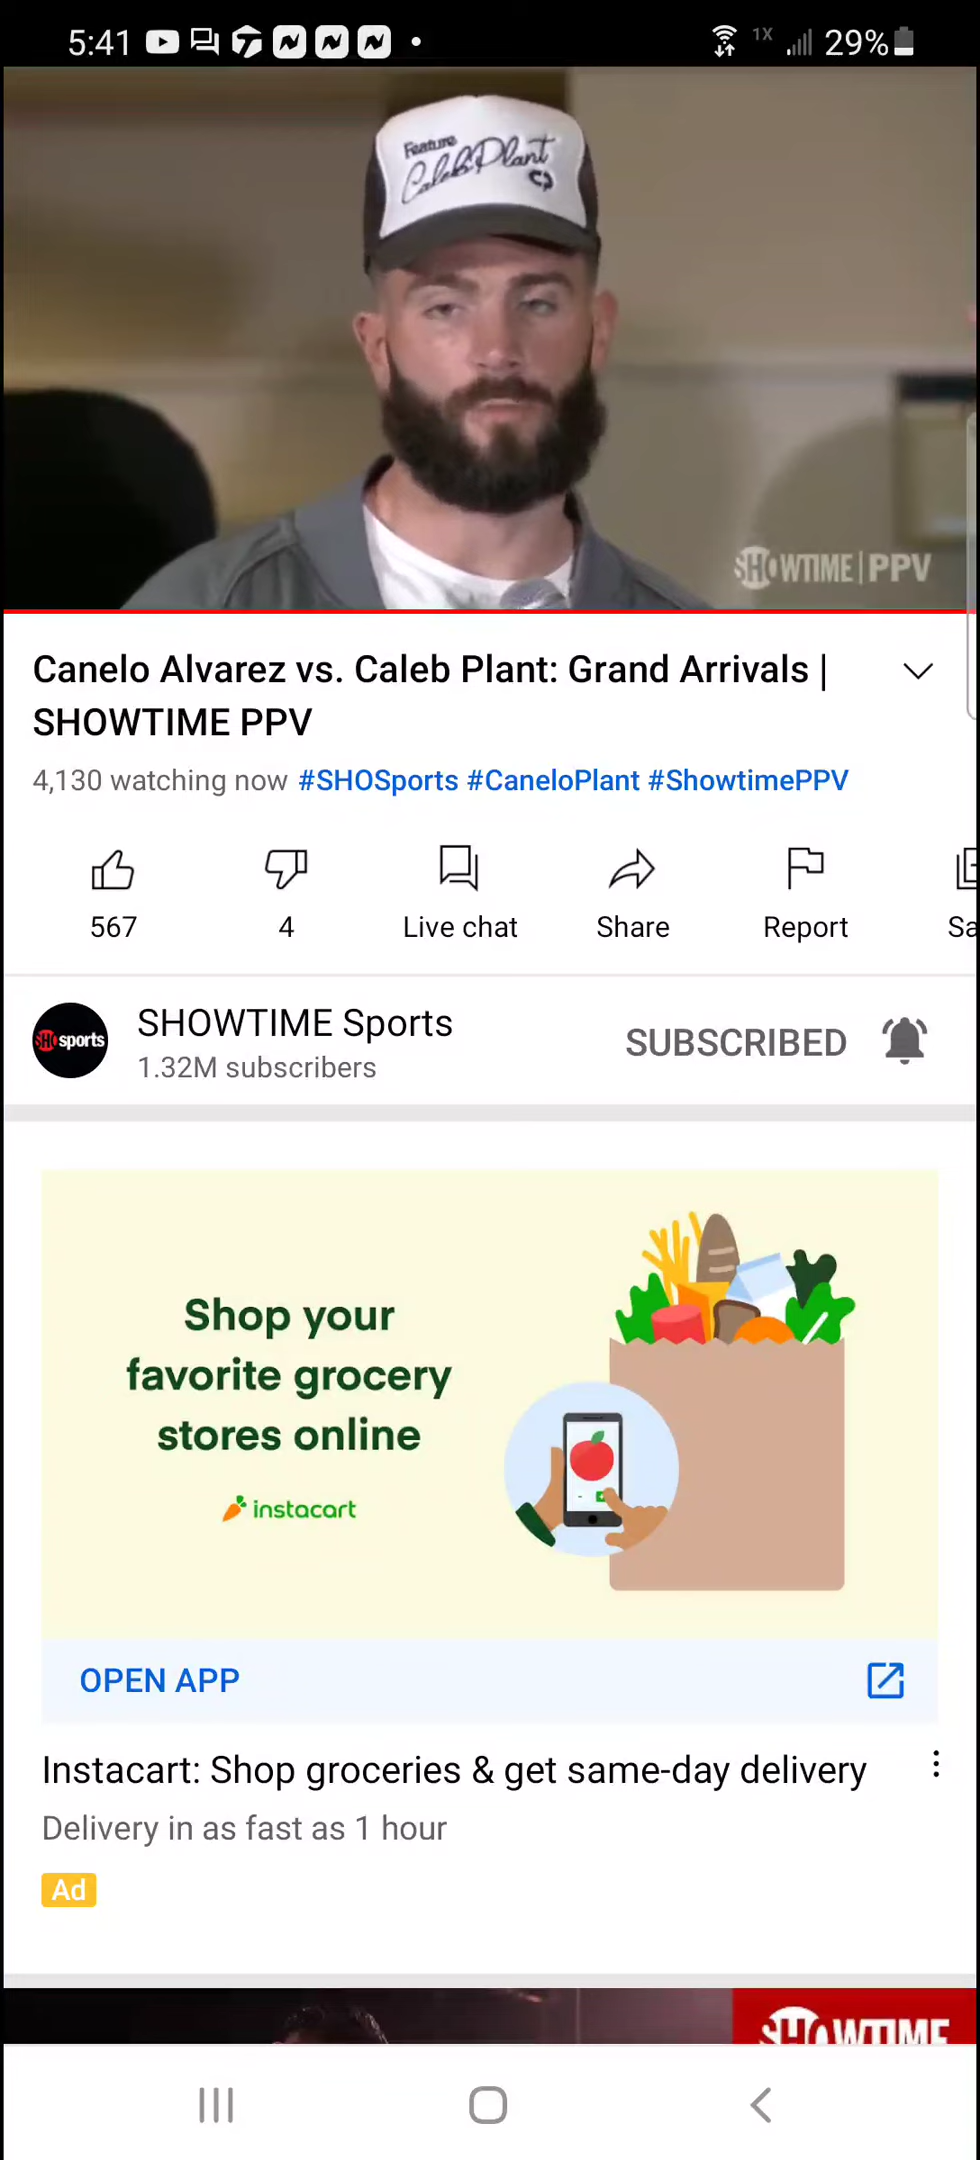 5:41
1X
29%
Feature
Caleb Plant
SHOWTIME | PPV
Canelo Alvarez vs. Caleb Plant: Grand Arrivals |
SHOWTIME PPV
4,130 watching now #SHOSports #CaneloPlant #ShowtimePPV
567
4
Live chat
Share
Report
Sa
SHO sports
SHOWTIME Sports
1.32M subscribers
SUBSCRIBED
Shop your
favorite grocery
stores online
instacart
OPEN APP
Instacart: Shop groceries & get same-day delivery
Delivery in as fast as 1 hour
Ad
SHOWTIME